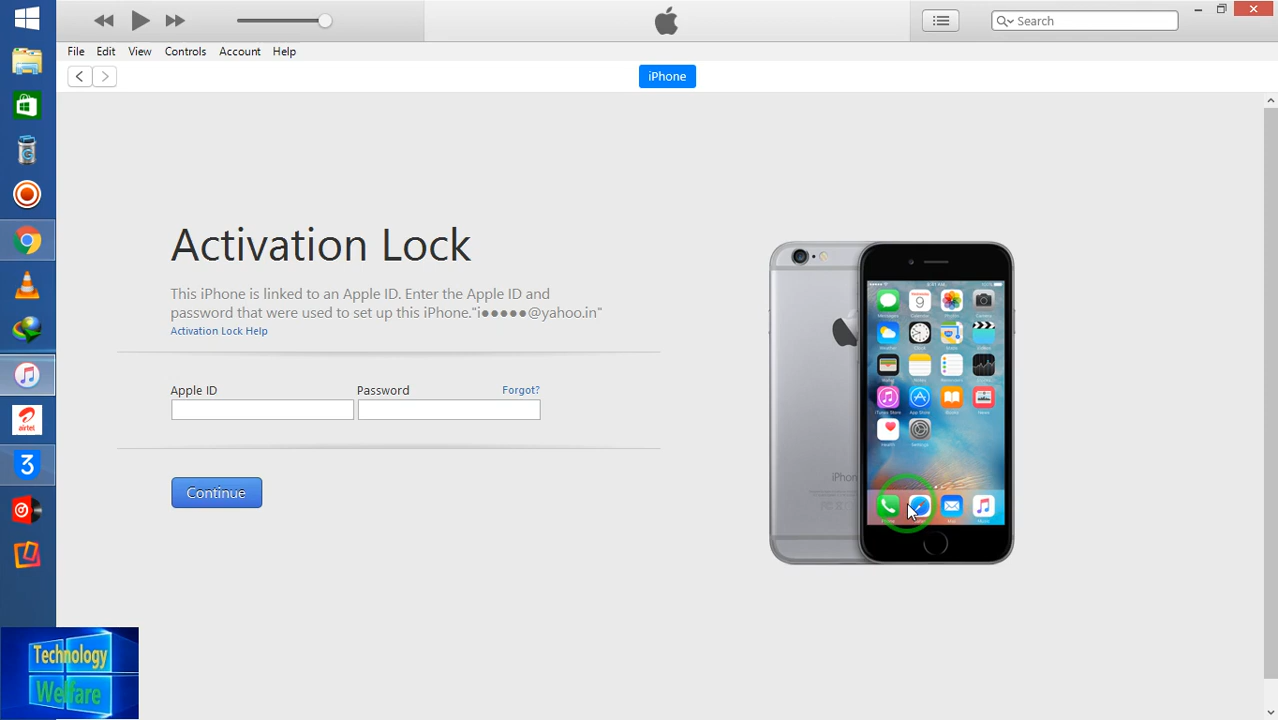 Search
File Edit View Controls Account Help
iPhone
Activation Lock
This iPhone is linked to an Apple ID. Enter the Apple ID and
password that were used to set up this iPhone."i●●●●●@yahoo.in"
Activation Lock Help
Apple ID Password Forgot?
Continue
airtel
3
Technology
Welfare